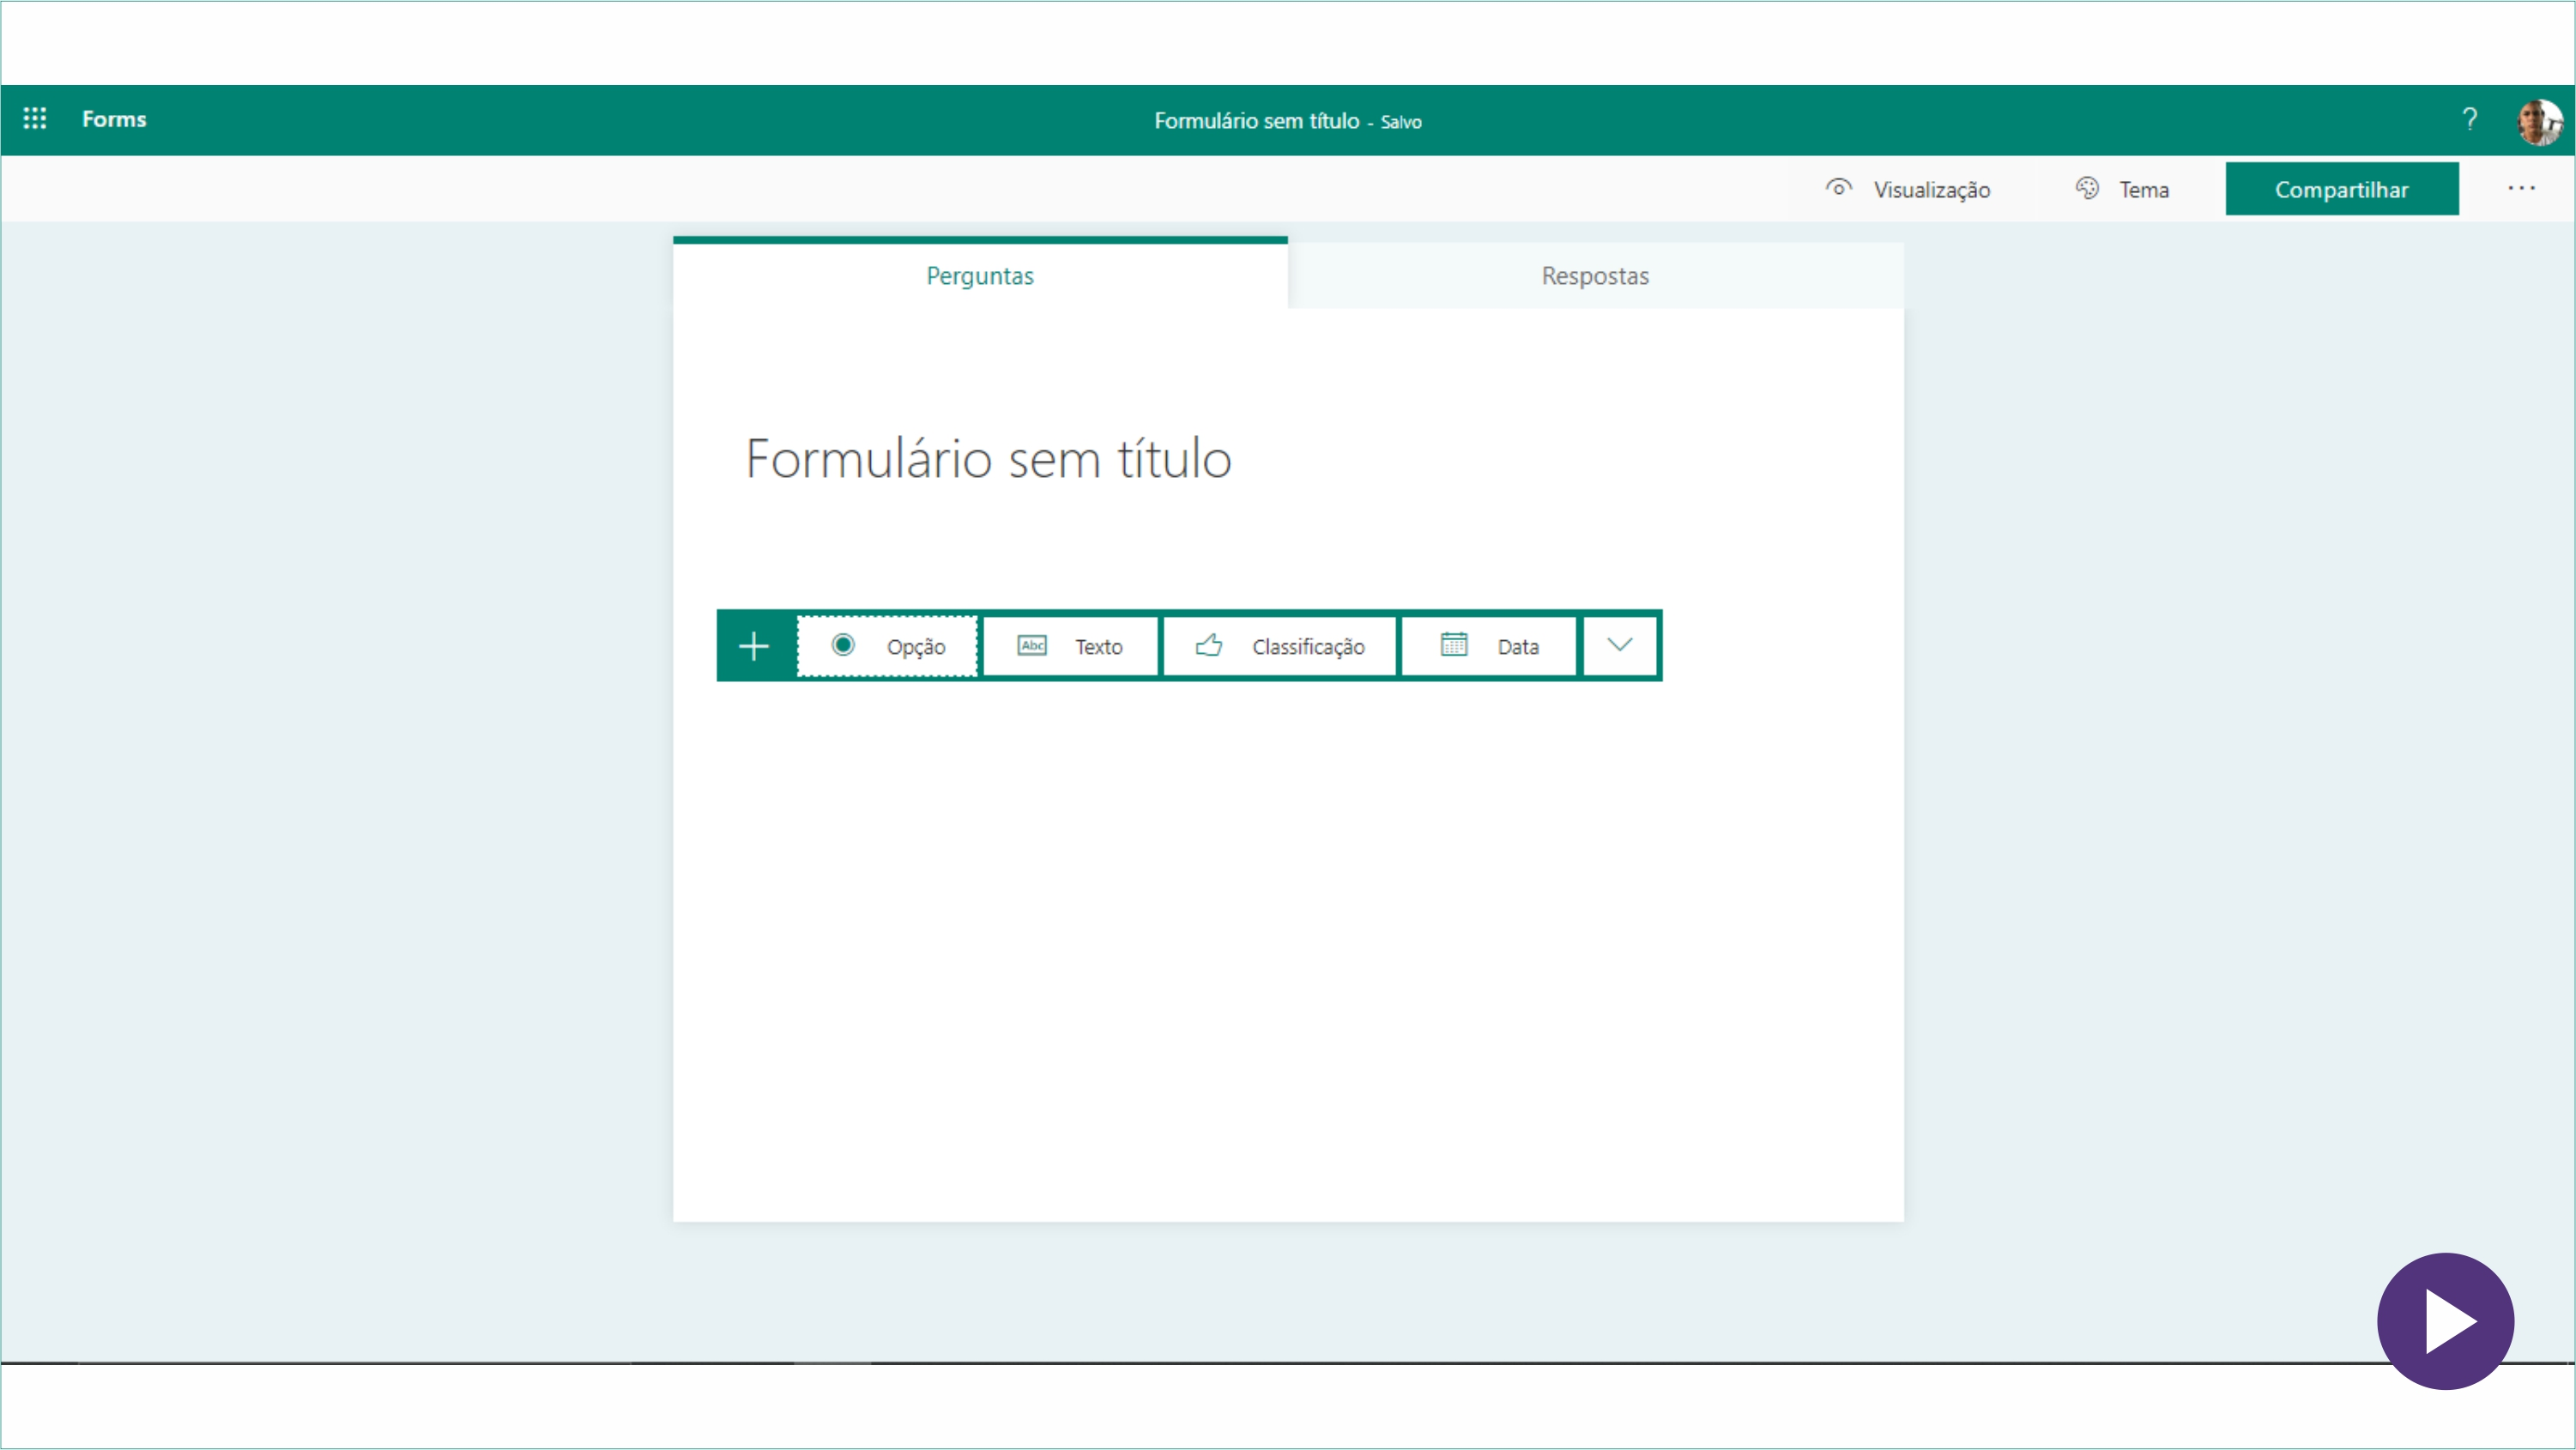 Forms
Formulário sem título - Salvo
?
Visualização
Tema
Compartilhar
...
Perguntas
Respostas
Formulário sem título
Opção
Abc
Texto
Classificação
Data